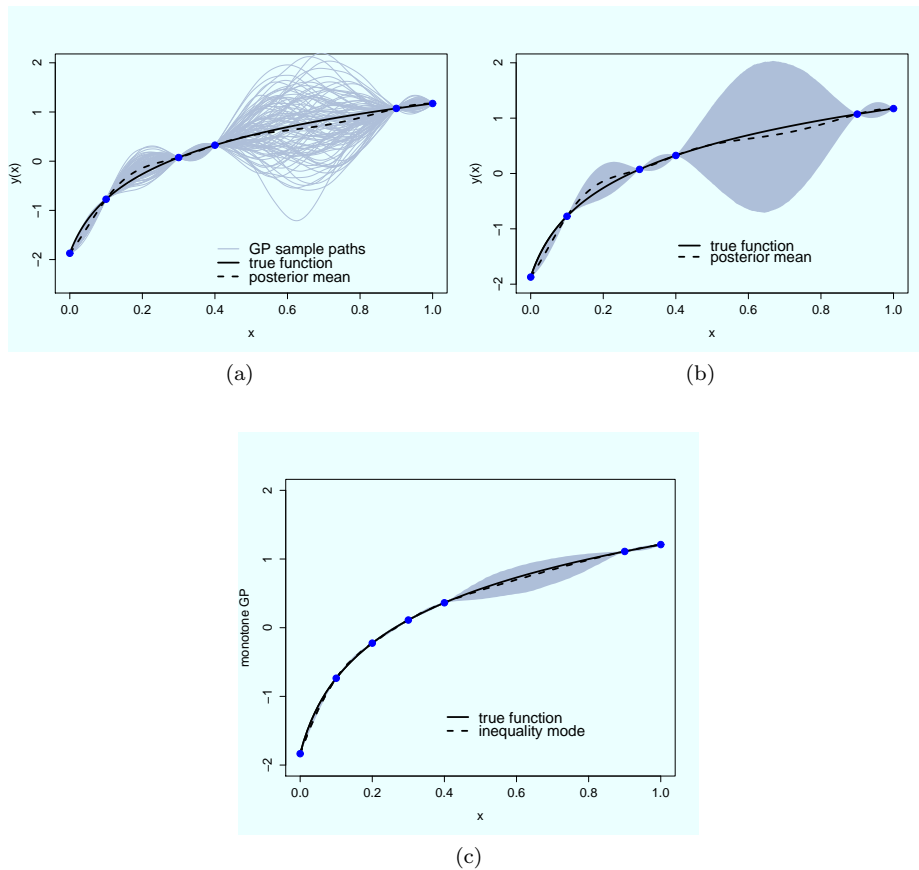 2
1
0
−1
−2
y(x)
GP sample paths
true function
posterior mean
0.0 0.2 0.4 0.6 0.8 1.0
x
(a)
2
1
0
−1
−2
y(x)
true function
posterior mean
0.0 0.2 0.4 0.6 0.8 1.0
x
(b)
2
1
0
−1
−2
monotone GP
true function
inequality mode
0.0 0.2 0.4 0.6 0.8 1.0
x
(c)